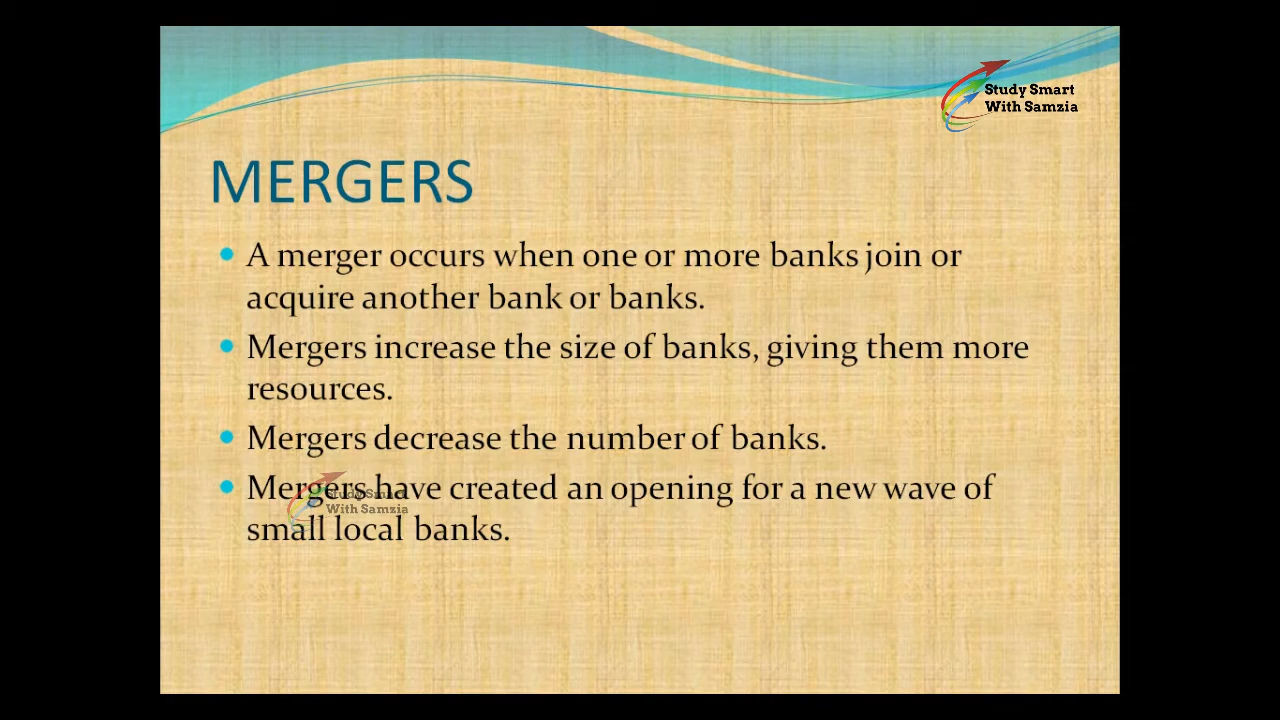 Study Smart
With Samzia
MERGERS
A merger occurs when one or more banks join or
acquire another bank or banks.
Mergers increase the size of banks, giving them more
resources.
Mergers decrease the number of banks.
Mergers have created an opening for a new wave of
small local banks.
Study Smart
With Samzia